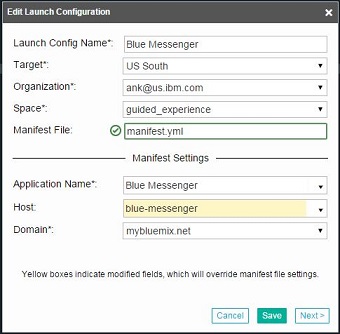 Edit Launch Configuration
Launch Config Name*: Blue Messenger
Target*: US South
Organization*: ank@us.ibm.com
Space*: guided_experience
Manifest File: manifest.yml
Manifest Settings
Application Name*: Blue Messenger
Host: blue-messenger
Domain*: mybluemix.net
Yellow boxes indicate modified fields, which will override manifest file settings.
Cancel Save Next >